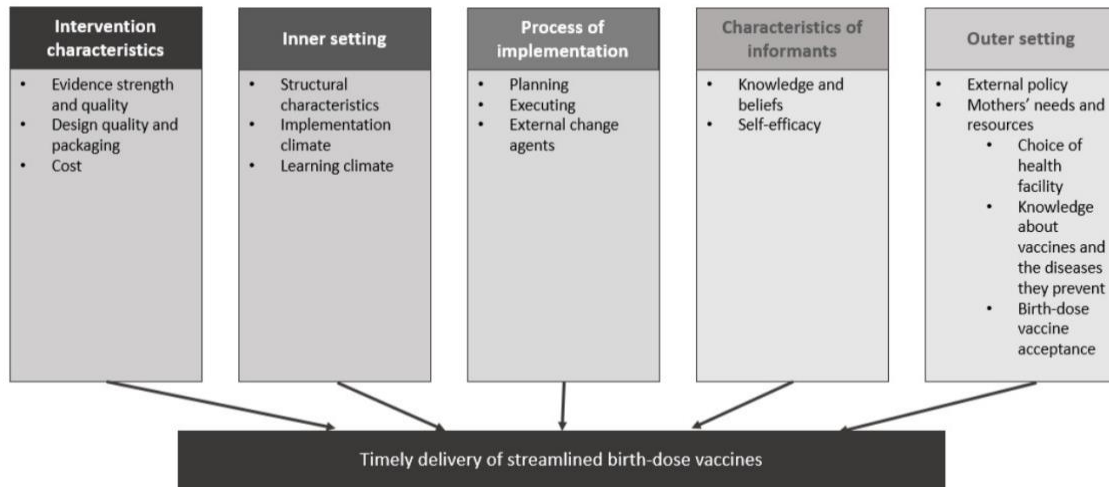 Intervention
characteristics
• Evidence strength
and quality
• Design quality and
packaging
• Cost
Inner setting
• Structural
characteristics
• Implementation
climate
• Learning climate
Process of
implementation
• Planning
• Executing
• External change
agents
Characteristics of
informants
• Knowledge and
beliefs
• Self-efficacy
Outer setting
• External policy
• Mothers' needs and
resources
• Choice of
health
facility
• Knowledge
about
vaccines and
the diseases
they prevent
• Birth-dose
vaccine
acceptance
Timely delivery of streamlined birth-dose vaccines